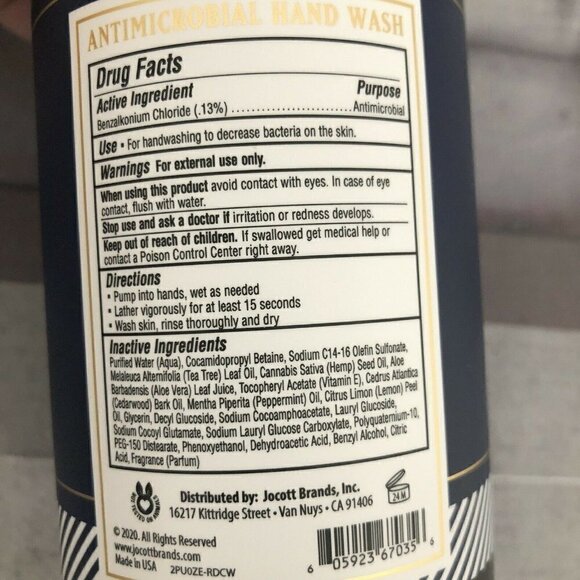 ANTIMICROBIAL HAND WASH
Drug Facts
Active Ingredient Purpose
Benzalkonium Chloride (.13%) ........................ Antimicrobial
Use • For handwashing to decrease bacteria on the skin.
Warnings For external use only.
When using this product avoid contact with eyes. In case of eye
contact, flush with water.
Stop use and ask a doctor if irritation or redness develops.
Keep out of reach of children. If swallowed get medical help or
contact a Poison Control Center right away.
Directions
• Pump into hands, wet as needed
• Lather vigorously for at least 15 seconds
• Wash skin, rinse thoroughly and dry
Inactive Ingredients
Purified Water (Aqua), Cocamidopropyl Betaine, Sodium C14-16 Olefin Sulfonate,
Melaleuca Alternifolia (Tea Tree) Leaf Oil, Cannabis Sativa (Hemp) Seed Oil, Aloe
Barbadensis (Aloe Vera) Leaf Juice, Tocopheryl Acetate (Vitamin E), Cedrus Atlantica
(Cedarwood) Bark Oil, Mentha Piperita (Peppermint) Oil, Citrus Limon (Lemon) Peel
Oil, Glycerin, Decyl Glucoside, Sodium Cocoamphoacetate, Lauryl Glucoside,
Sodium Cocoyl Glutamate, Sodium Lauryl Glucose Carboxylate, Polyquaternium-10,
PEG-150 Distearate, Phenoxyethanol, Dehydroacetic Acid, Benzyl Alcohol, Citric
Acid, Fragrance (Parfum)
NOT TESTED ON ANIMALS
Distributed by: Jocott Brands, Inc.
16217 Kittridge Street • Van Nuys • CA 91406
24 M
© 2020. All Rights Reserved
www.jocottbrands.com
Made in USA 2PU0ZE-RDCW
6 05923 67035 6